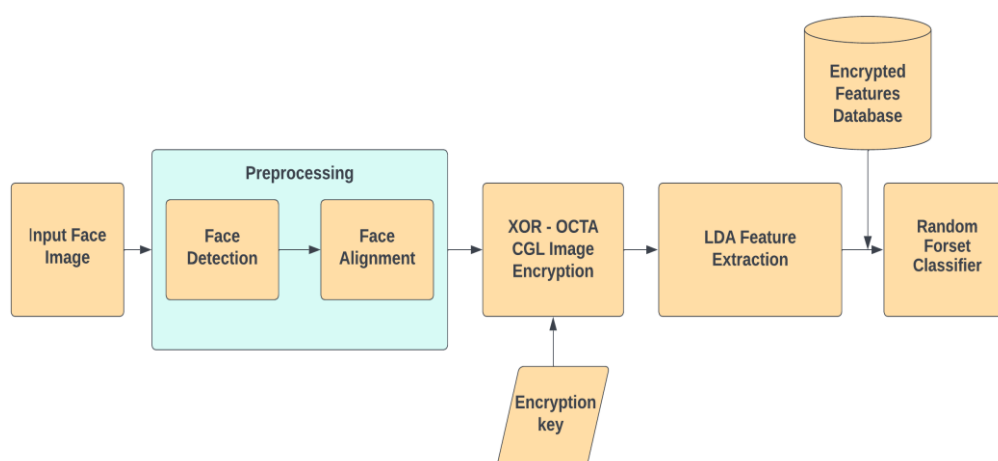 Input Face
Image
Preprocessing
Face
Detection
Face
Alignment
XOR - OCTA
CGL Image
Encryption
Encryption
key
LDA Feature
Extraction
Encrypted
Features
Database
Random
Forset
Classifier